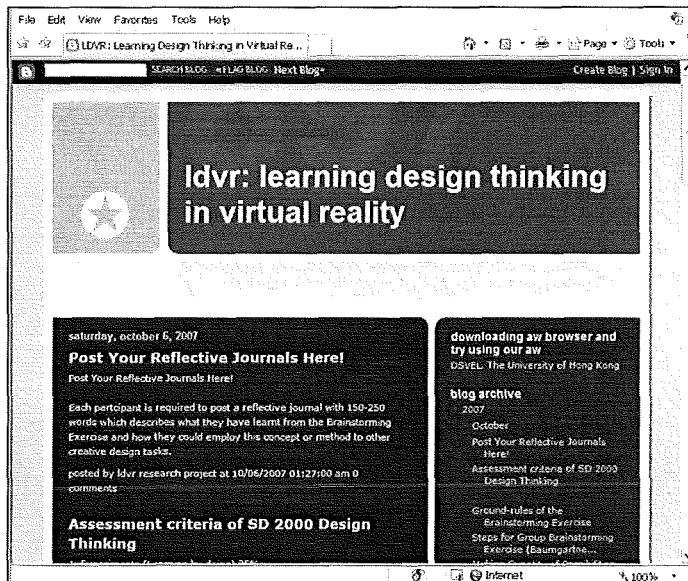 File Edit View Favorites Tools Help
LDVR: Learning Design Thinking in Virtual Re...
Page Tools
SEARCH BLOG FLAG BLOG Next Blog»
Create Blog | Sign In
ldvr: learning design thinking
in virtual reality
saturday, october 6, 2007
Post Your Reflective Journals Here!
Post Your Reflective Journals Here!
Each partcipant is required to post a reflective journal with 150-250
words which describes what they have learnt from the Brainstorming
Exercise and how they could employ this concept or method to other
creative design tasks.
posted by ldvr research project at 10/06/2007 01:27:00 am 0
comments
Assessment criteria of SD 2000 Design
Thinking
downloading aw browser and
try using our aw
DSVEL, The University of Hong Kong
blog archive
2007
October
Post Your Reflective Journals
Here!
Assessment criteria of SD 2000
Design Thinking
Ground-rules of the
Brainstorming Exercise
Steps for Group Brainstorming
Exercise (Baumgartne...
Internet
100%